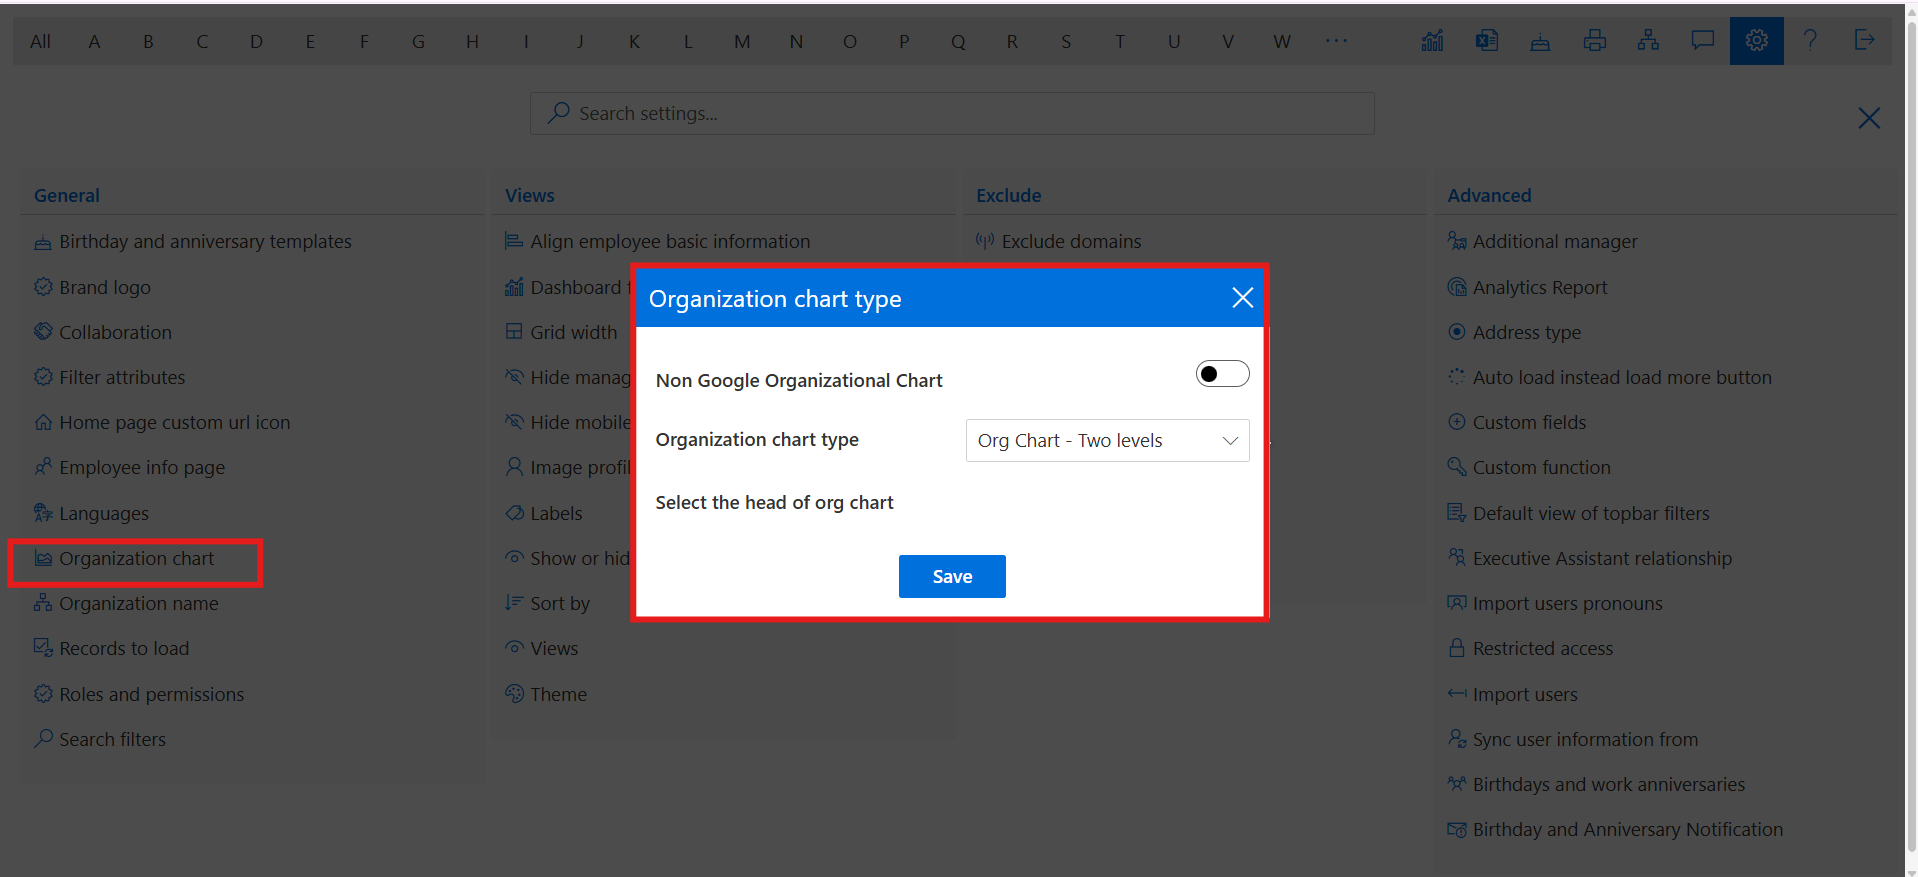 All A B C D E F G H I J K L M N O P Q R S T U V W ...
Search settings...
General
Birthday and anniversary templates
Brand logo
Collaboration
Filter attributes
Home page custom url icon
Employee info page
Languages
Organization chart
Organization name
Records to load
Roles and permissions
Search filters
Views
Align employee basic information
Dashboard
Grid width
Hide manag
Hide mobile
Image profil
Labels
Show or hid
Sort by
Views
Theme
Exclude
Exclude domains
Advanced
Additional manager
Analytics Report
Address type
Auto load instead load more button
Custom fields
Custom function
Default view of topbar filters
Executive Assistant relationship
Import users pronouns
Restricted access
Import users
Sync user information from
Birthdays and work anniversaries
Birthday and Anniversary Notification
Organization chart type
Non Google Organizational Chart
Organization chart type
Org Chart - Two levels
Select the head of org chart
Save